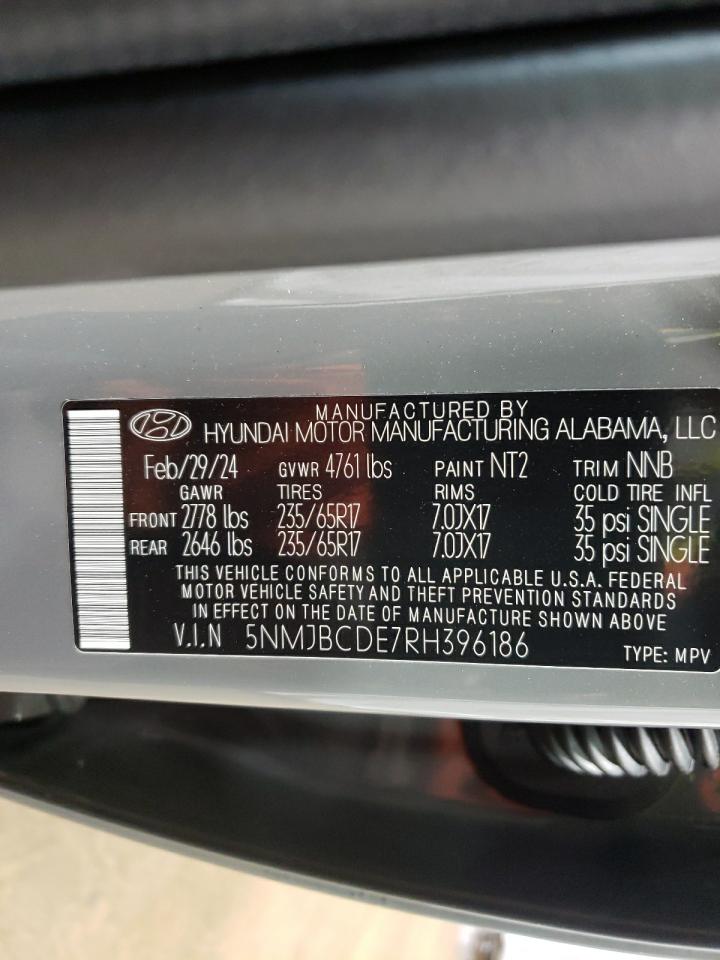 MANUFACTURED BY
HYUNDAI MOTOR MANUFACTURING ALABAMA, LLC
Feb/29/24 GVWR 4761 lbs PAINT NT2 TRIM NNB
GAWR TIRES RIMS COLD TIRE INFL
FRONT 2778 lbs 235/65R17 7.0JX17 35 psi SINGLE
REAR 2646 lbs 235/65R17 7.0JX17 35 psi SINGLE
THIS VEHICLE CONFORMS TO ALL APPLICABLE U.S.A. FEDERAL
MOTOR VEHICLE SAFETY AND THEFT PREVENTION STANDARDS
IN EFFECT ON THE DATE OF MANUFACTURE SHOWN ABOVE
V.I.N 5NMJBCDE7RH396186 TYPE: MPV